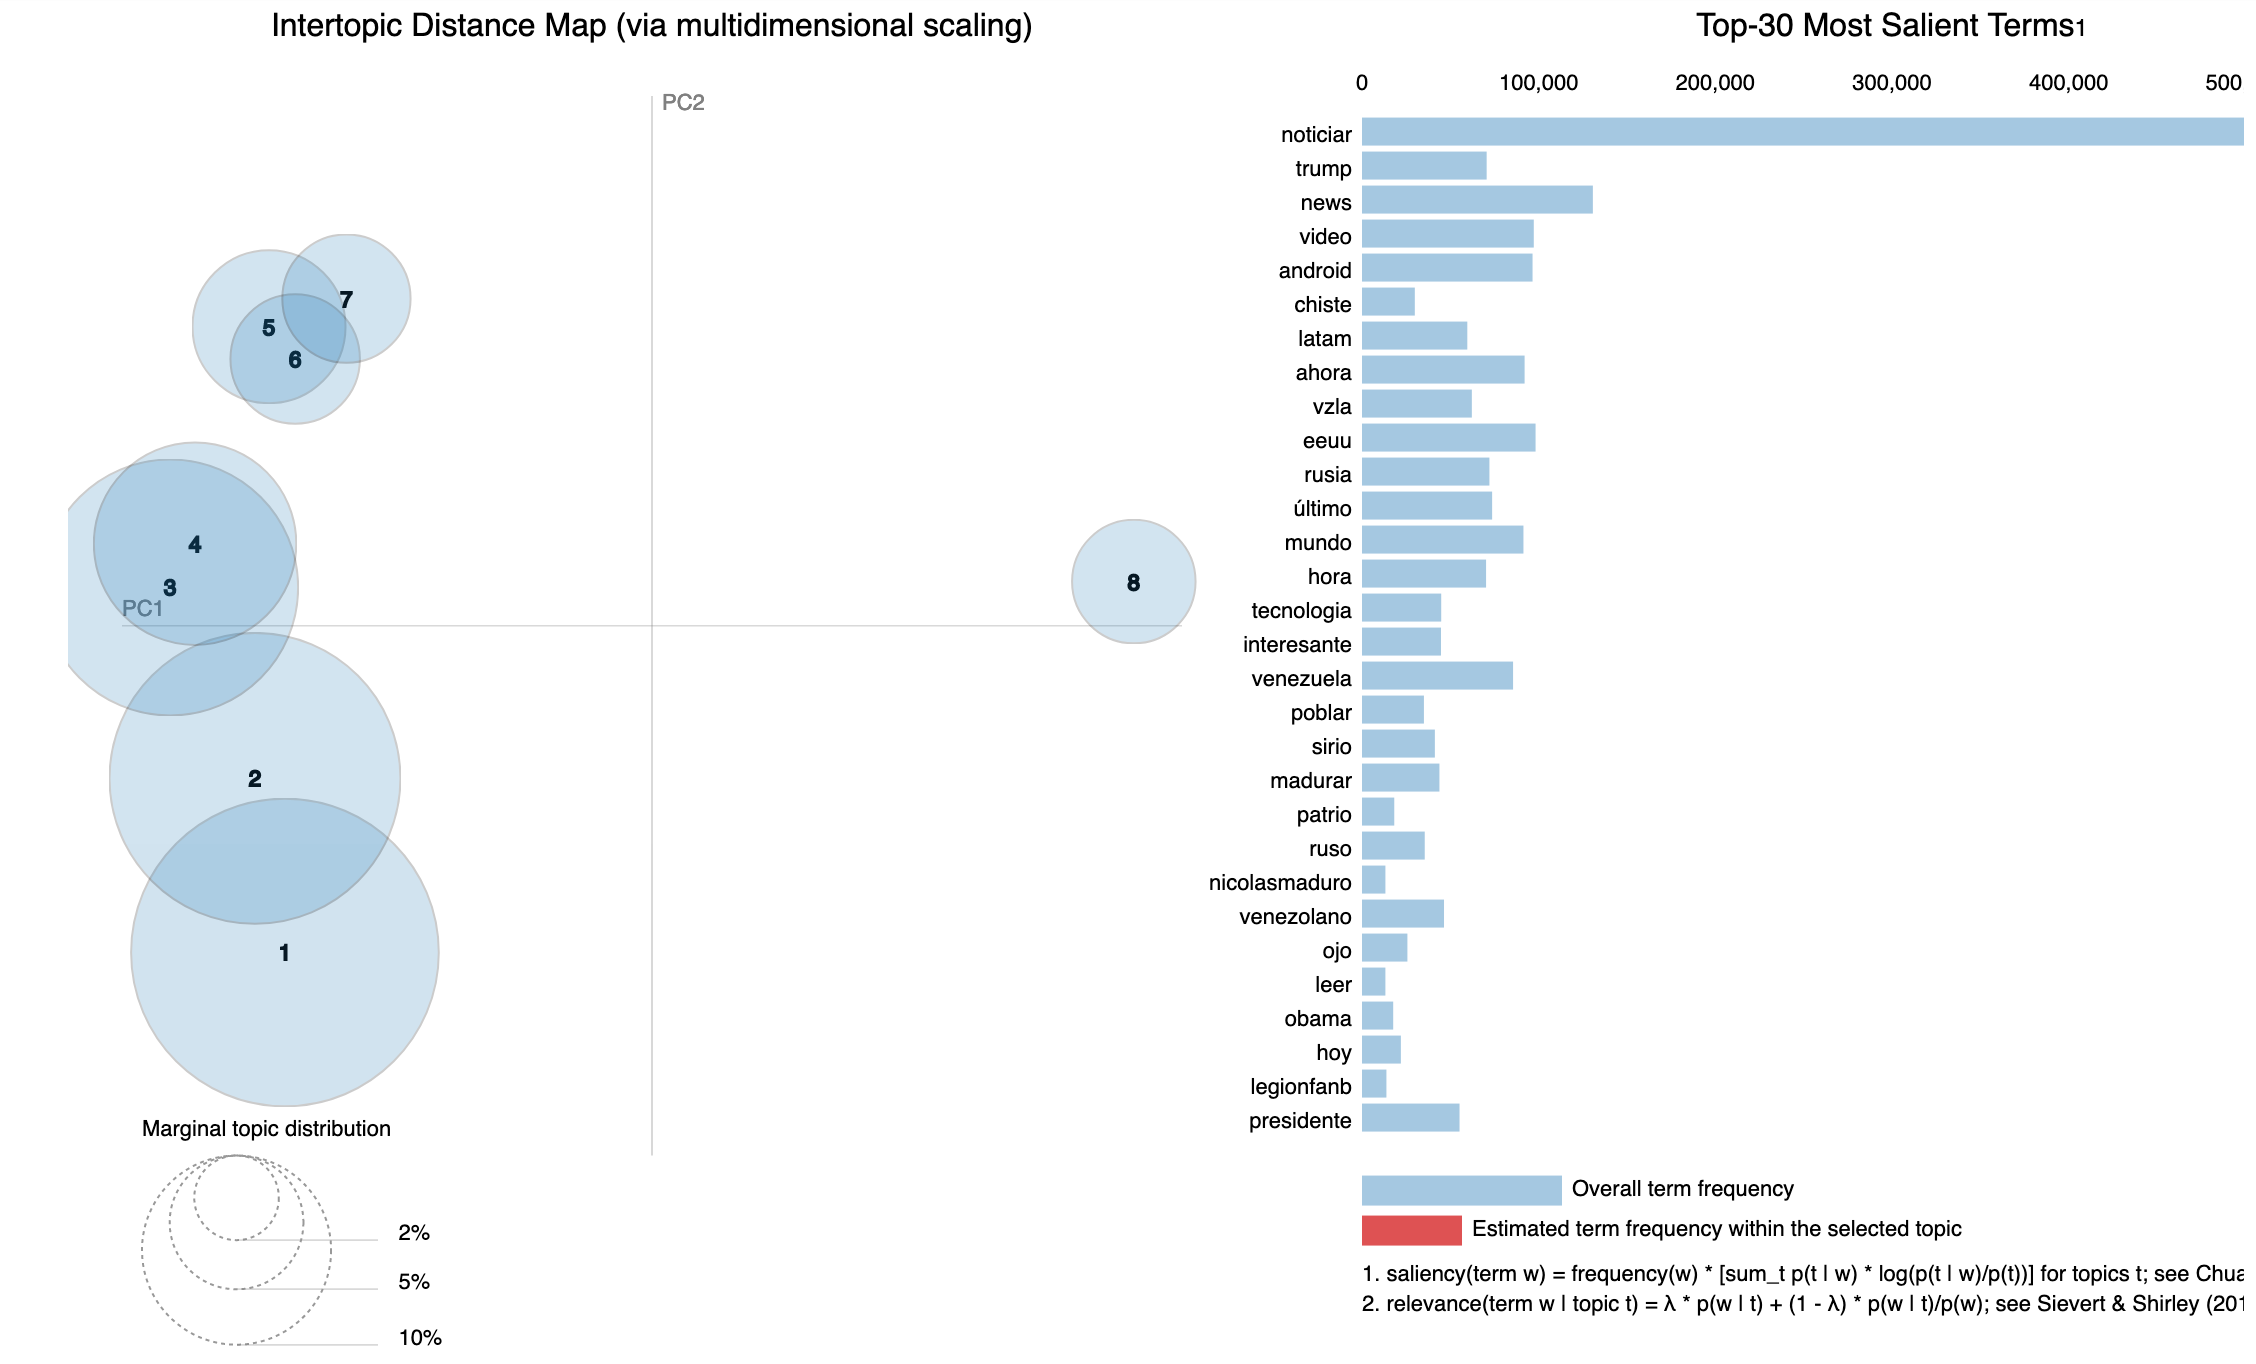 Intertopic Distance Map (via multidimensional scaling)
PC2
7
5
6
4
3
PC1
8
2
1
Marginal topic distribution
2%
5%
10%
Top-30 Most Salient Terms1
0 100,000 200,000 300,000 400,000 500
noticiar
trump
news
video
android
chiste
latam
ahora
vzla
eeuu
rusia
último
mundo
hora
tecnologia
interesante
venezuela
poblar
sirio
madurar
patrio
ruso
nicolasmaduro
venezolano
ojo
leer
obama
hoy
legionfanb
presidente
Overall term frequency
Estimated term frequency within the selected topic
1. saliency(term w) = frequency(w) * [sum_t p(t | w) * log(p(t | w)/p(t))] for topics t; see Chua
2. relevance(term w | topic t) = λ * p(w | t) + (1 - λ) * p(w | t)/p(w); see Sievert & Shirley (201